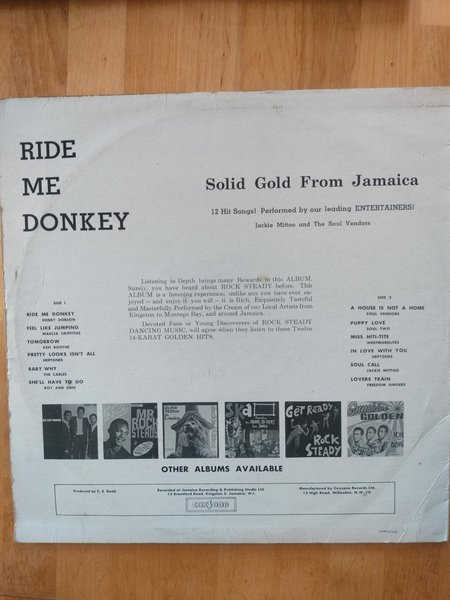 RIDE
ME
DONKEY
Solid Gold From Jamaica
12 Hit Songs! Performed by our leading ENTERTAINERS!
Jackie Mittoo and The Soul Vendors
Listening in Depth brings many Rewards in this ALBUM.
Surely, you have heard about ROCK STEADY before. This
ALBUM is a listening experience; unlike any you have ever en-
joyed — and enjoy it you will — it is Rich, Exquisitely Tasteful
and Masterfully Performed by the Cream of our Local Artists from
Kingston to Montego Bay, and around Jamaica.
Devoted Fans or Young Discoverers of ROCK STEADY
DANCING MUSIC, will agree when they listen to these Twelve
14-KARAT GOLDEN HITS.
SIDE 1
RIDE ME DONKEY
FEEL LIKE JUMPING
MARCIA GRIFFITHS
TOMORROW
KEN BOOTHE
PRETTY LOOKS ISN'T ALL
HEPTONES
BABY WHY
THE CABLES
SHE'LL HAVE TO GO
ROY AND ENID
SIDE 2
A HOUSE IS NOT A HOME
SOUL VENDORS
PUPPY LOVE
SOUL TWO
MISS HITI-TITE
WESTMORELITES
IN LOVE WITH YOU
HEPTONES
SOUL CALL
JACKIE MITTOO
LOVERS TRAIN
FREEDOM SINGERS
MR.
ROCK
STEADY
Jackie
Mittoo
in
London
Ska
GET READY
ROCK
STEADY
Sunshine
GOLDEN
OTHER ALBUMS AVAILABLE
Produced by C. S. Dodd
Recorded at Jamaica Recording & Publishing Studio Ltd.
13 Brentford Road, Kingston 5, Jamaica, W.I.
COXSONE
Manufactured by Coxsone Records Ltd.
13 High Road, Willesden, N.W. 10.